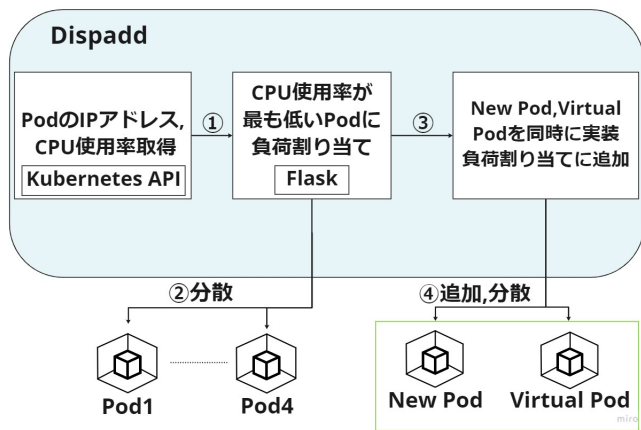 Dispadd
PodのIPアドレス,
CPU使用率取得
Kubernetes API
①
CPU使用率が
最も低いPodに
負荷割り当て
Flask
③
New Pod,Virtual
Podを同時に実装
負荷割り当てに追加
②分散
④追加,分散
Pod1
Pod4
New Pod
Virtual Pod
miro